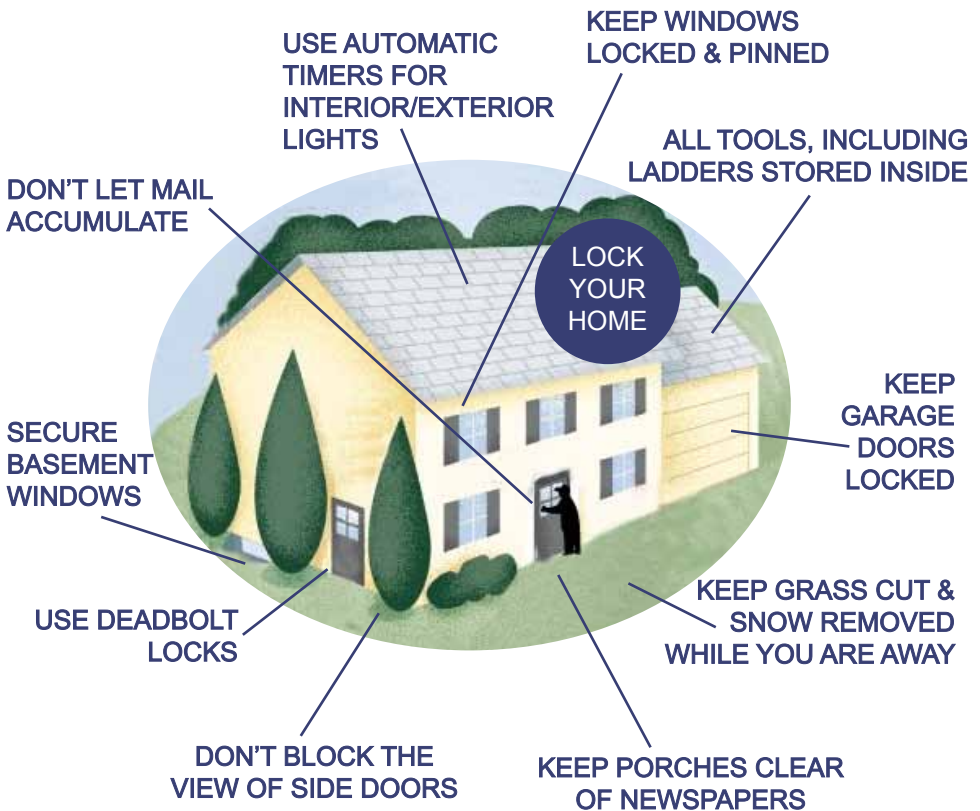 KEEP WINDOWS
LOCKED & PINNED
USE AUTOMATIC
TIMERS FOR
INTERIOR/EXTERIOR
LIGHTS
ALL TOOLS, INCLUDING
LADDERS STORED INSIDE
DON'T LET MAIL
ACCUMULATE
LOCK
YOUR
HOME
KEEP
GARAGE
DOORS
LOCKED
SECURE
BASEMENT
WINDOWS
USE DEADBOLT
LOCKS
KEEP GRASS CUT &
SNOW REMOVED
WHILE YOU ARE AWAY
DON'T BLOCK THE
VIEW OF SIDE DOORS
KEEP PORCHES CLEAR
OF NEWSPAPERS